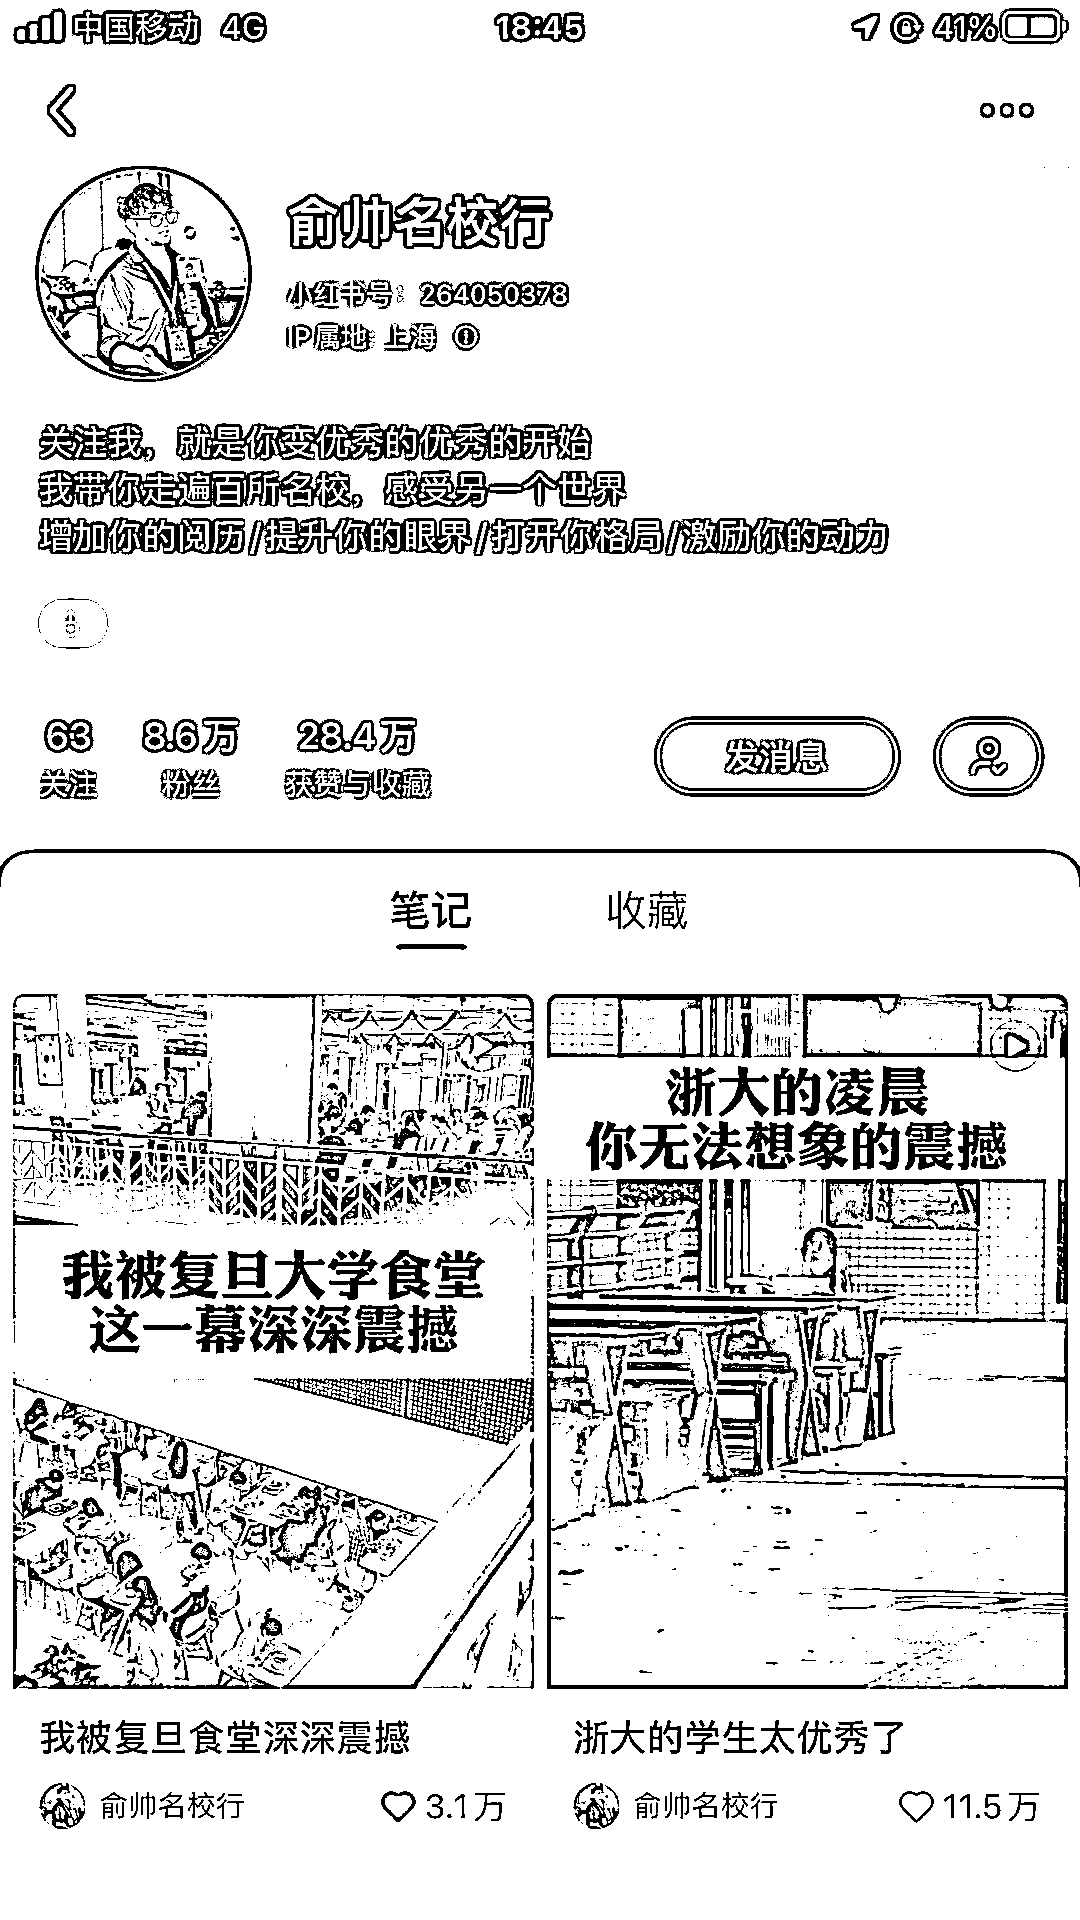 中国移动 4G 18:45 41%
俞帅名校行
小红书号：264050378
IP属地：上海
关注我，就是你变优秀的优秀的开始
我带你走遍百所名校，感受另一个世界
增加你的阅历/提升你的眼界/打开你格局/激励你的动力
63 8.6万 28.4万
关注 粉丝 获赞与收藏
发消息
笔记 收藏
我被复旦大学食堂
这一幕深深震撼
我被复旦食堂深深震撼
俞帅名校行 3.1万
浙大的凌晨
你无法想象的震撼
浙大的学生太优秀了
俞帅名校行 11.5万